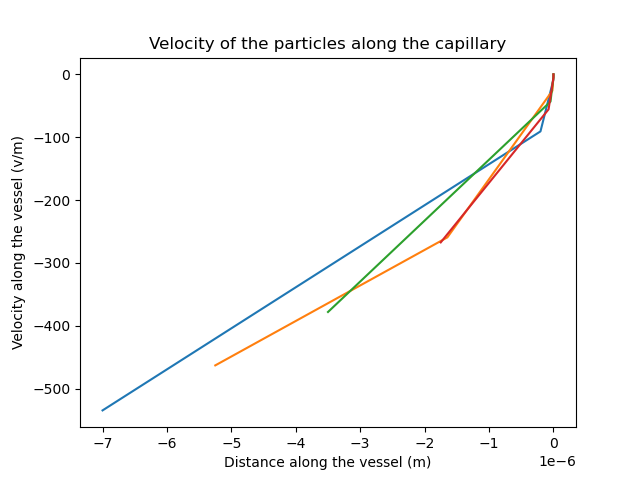 Velocity of the particles along the capillary
Velocity along the vessel (v/m)
0
−100
−200
−300
−400
−500
−7 −6 −5 −4 −3 −2 −1 0
1e−6
Distance along the vessel (m)